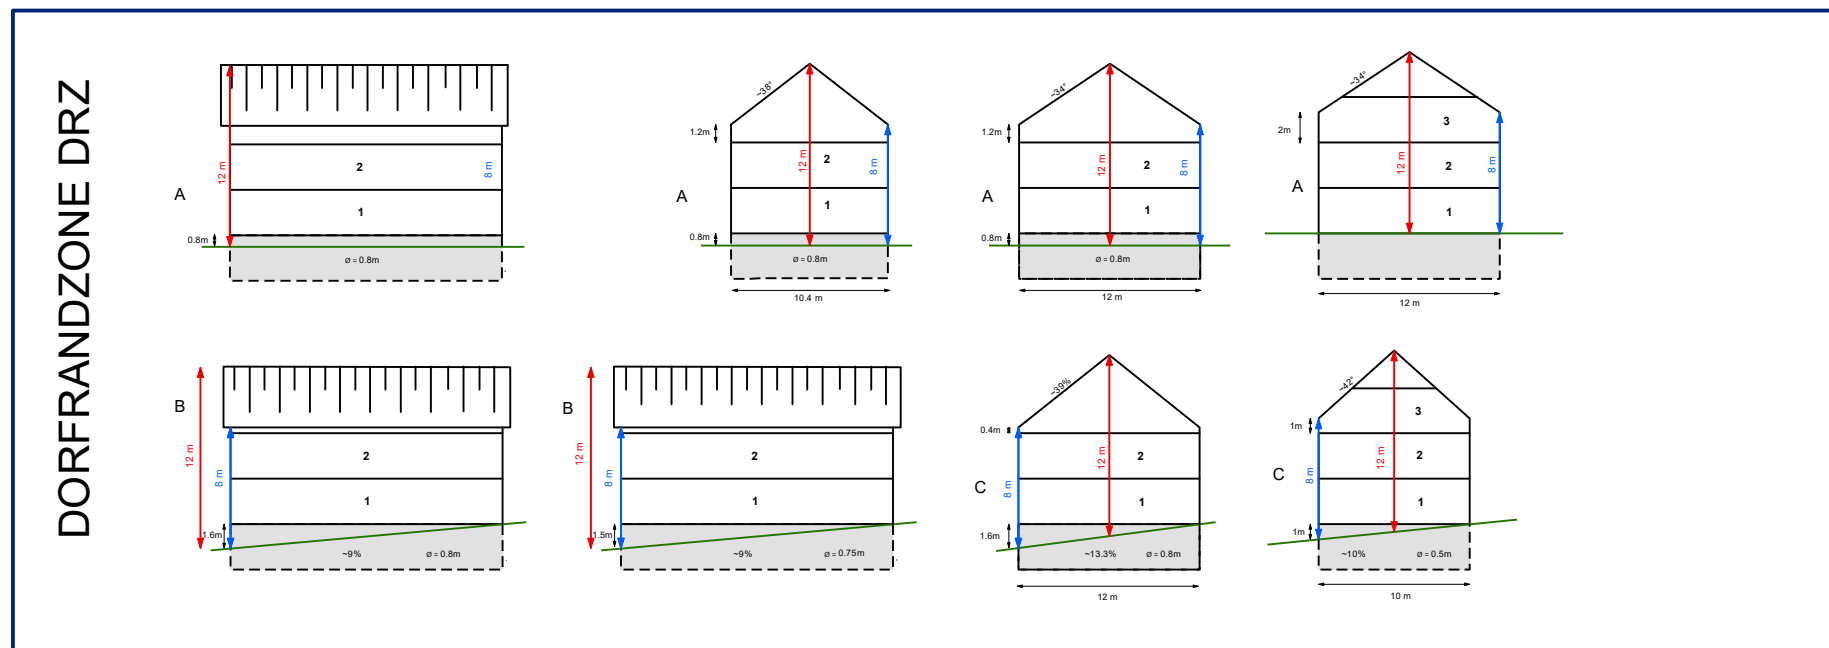 DORFRANDZONE DRZ
A
12 m
8 m
2
1
0.8m
ø = 0.8m
A
~38°
1.2m
12 m
8 m
2
1
0.8m
ø = 0.8m
10.4 m
A
~34°
1.2m
12 m
8 m
2
1
0.8m
ø = 0.8m
12 m
A
~34°
2m
12 m
8 m
3
2
1
12 m
B
12 m
8 m
2
1
1.6m
~9%
ø = 0.8m
B
12 m
8 m
2
1
1.5m
~9%
ø = 0.75m
C
~39%
0.4m
12 m
8 m
2
1
1.6m
~13.3%
ø = 0.8m
12 m
C
~42°
1m
12 m
8 m
3
2
1
1m
~10%
ø = 0.5m
10 m